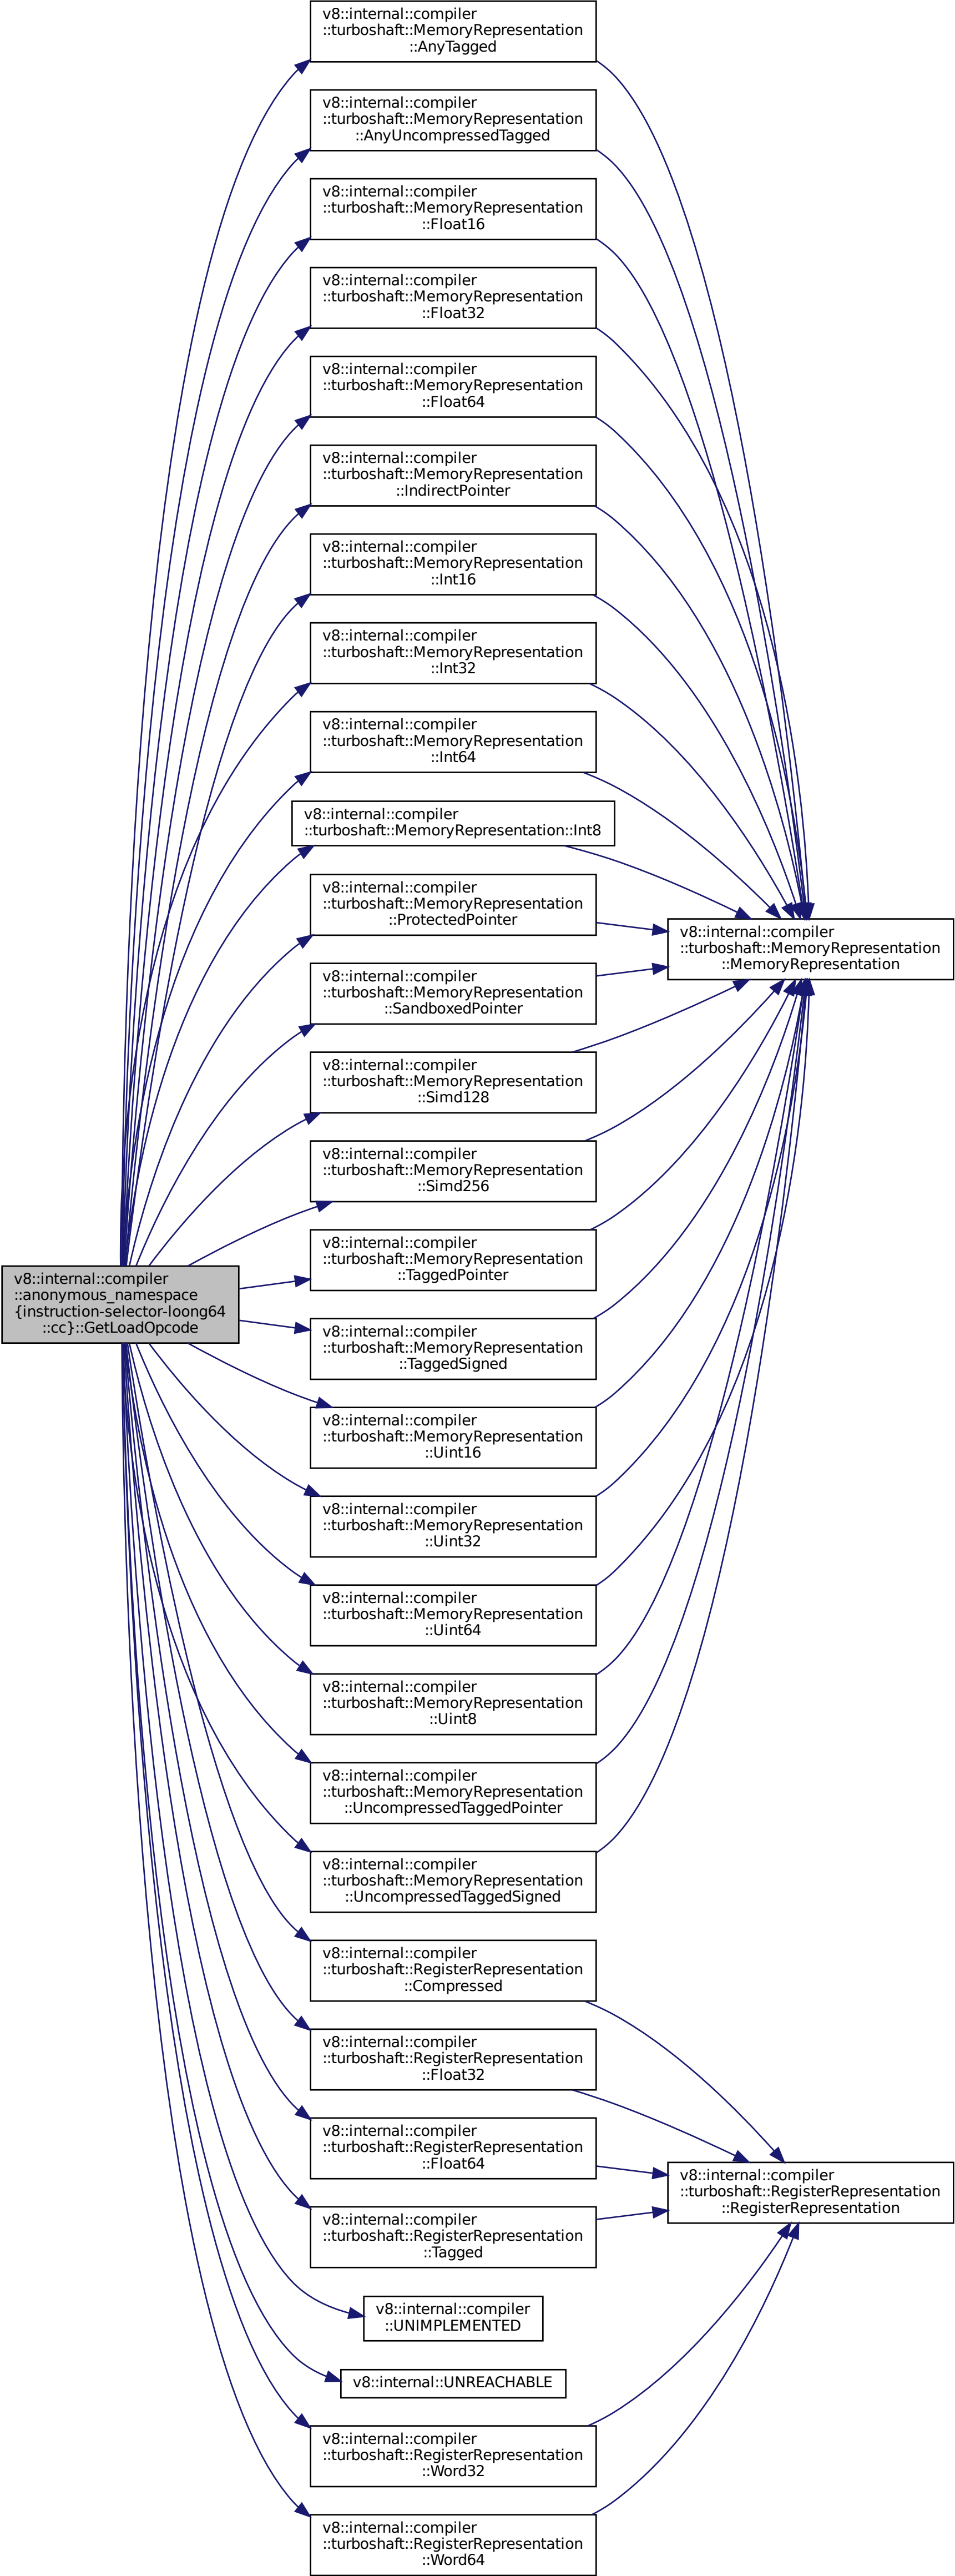 v8::internal::compiler
::turboshaft::MemoryRepresentation
::AnyTagged
v8::internal::compiler
::turboshaft::MemoryRepresentation
::AnyUncompressedTagged
v8::internal::compiler
::turboshaft::MemoryRepresentation
::Float16
v8::internal::compiler
::turboshaft::MemoryRepresentation
::Float32
v8::internal::compiler
::turboshaft::MemoryRepresentation
::Float64
v8::internal::compiler
::turboshaft::MemoryRepresentation
::IndirectPointer
v8::internal::compiler
::turboshaft::MemoryRepresentation
::Int16
v8::internal::compiler
::turboshaft::MemoryRepresentation
::Int32
v8::internal::compiler
::turboshaft::MemoryRepresentation
::Int64
v8::internal::compiler
::turboshaft::MemoryRepresentation::Int8
v8::internal::compiler
::turboshaft::MemoryRepresentation
::ProtectedPointer
v8::internal::compiler
::turboshaft::MemoryRepresentation
::MemoryRepresentation
v8::internal::compiler
::turboshaft::MemoryRepresentation
::SandboxedPointer
v8::internal::compiler
::turboshaft::MemoryRepresentation
::Simd128
v8::internal::compiler
::turboshaft::MemoryRepresentation
::Simd256
v8::internal::compiler
::turboshaft::MemoryRepresentation
::TaggedPointer
v8::internal::compiler
::anonymous_namespace
{instruction-selector-loong64
::cc}::GetLoadOpcode
v8::internal::compiler
::turboshaft::MemoryRepresentation
::TaggedSigned
v8::internal::compiler
::turboshaft::MemoryRepresentation
::Uint16
v8::internal::compiler
::turboshaft::MemoryRepresentation
::Uint32
v8::internal::compiler
::turboshaft::MemoryRepresentation
::Uint64
v8::internal::compiler
::turboshaft::MemoryRepresentation
::Uint8
v8::internal::compiler
::turboshaft::MemoryRepresentation
::UncompressedTaggedPointer
v8::internal::compiler
::turboshaft::MemoryRepresentation
::UncompressedTaggedSigned
v8::internal::compiler
::turboshaft::RegisterRepresentation
::Compressed
v8::internal::compiler
::turboshaft::RegisterRepresentation
::Float32
v8::internal::compiler
::turboshaft::RegisterRepresentation
::Float64
v8::internal::compiler
::turboshaft::RegisterRepresentation
::RegisterRepresentation
v8::internal::compiler
::turboshaft::RegisterRepresentation
::Tagged
v8::internal::compiler
::UNIMPLEMENTED
v8::internal::UNREACHABLE
v8::internal::compiler
::turboshaft::RegisterRepresentation
::Word32
v8::internal::compiler
::turboshaft::RegisterRepresentation
::Word64